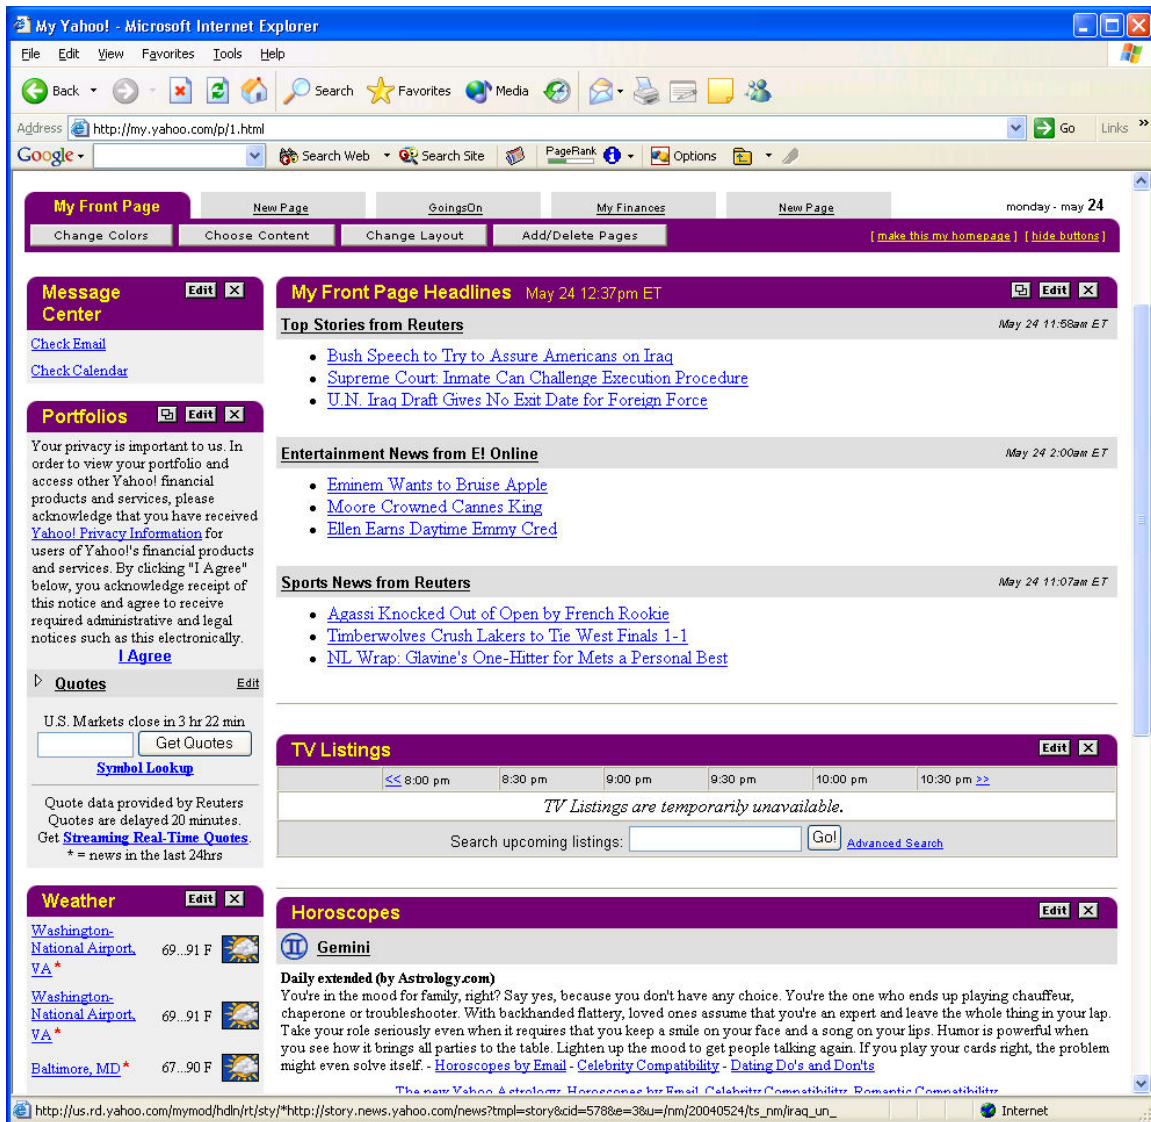 My Yahoo! - Microsoft Internet Explorer
File Edit View Favorites Tools Help
Back Search Favorites Media
Address http://my.yahoo.com/p/1.html Go Links »
Google Search Web Search Site PageRank Options
My Front Page New Page GoingsOn My Finances New Page monday - may 24
Change Colors Choose Content Change Layout Add/Delete Pages [ make this my homepage ] [ hide buttons ]
Message Center Edit X
Check Email
Check Calendar
Portfolios Edit X
Your privacy is important to us. In
order to view your portfolio and
access other Yahoo! financial
products and services, please
acknowledge that you have received
Yahoo! Privacy Information for
users of Yahoo!'s financial products
and services. By clicking "I Agree"
below, you acknowledge receipt of
this notice and agree to receive
required administrative and legal
notices such as this electronically.
I Agree
Quotes Edit
U.S. Markets close in 3 hr 22 min
Get Quotes
Symbol Lookup
Quote data provided by Reuters
Quotes are delayed 20 minutes.
Get Streaming Real-Time Quotes.
* = news in the last 24hrs
Weather Edit X
Washington-
National Airport, 69...91 F
VA *
Washington-
National Airport, 69...91 F
VA *
Baltimore, MD * 67...90 F
My Front Page Headlines May 24 12:37pm ET Edit X
Top Stories from Reuters May 24 11:58am ET
• Bush Speech to Try to Assure Americans on Iraq
• Supreme Court: Inmate Can Challenge Execution Procedure
• U.N. Iraq Draft Gives No Exit Date for Foreign Force
Entertainment News from E! Online May 24 2:00am ET
• Eminem Wants to Bruise Apple
• Moore Crowned Cannes King
• Ellen Earns Daytime Emmy Cred
Sports News from Reuters May 24 11:07am ET
• Agassi Knocked Out of Open by French Rookie
• Timberwolves Crush Lakers to Tie West Finals 1-1
• NL Wrap: Glavine's One-Hitter for Mets a Personal Best
TV Listings Edit X
<< 8:00 pm 8:30 pm 9:00 pm 9:30 pm 10:00 pm 10:30 pm >>
TV Listings are temporarily unavailable.
Search upcoming listings: Go! Advanced Search
Horoscopes Edit X
Gemini
Daily extended (by Astrology.com)
You're in the mood for family, right? Say yes, because you don't have any choice. You're the one who ends up playing chauffeur,
chaperone or troubleshooter. With backhanded flattery, loved ones assume that you're an expert and leave the whole thing in your lap.
Take your role seriously even when it requires that you keep a smile on your face and a song on your lips. Humor is powerful when
you see how it brings all parties to the table. Lighten up the mood to get people talking again. If you play your cards right, the problem
might even solve itself. - Horoscopes by Email - Celebrity Compatibility - Dating Do's and Don'ts
The new Yahoo Astrology, Horoscopes by Email, Celebrity Compatibility, Romantic Compatibility
http://us.rd.yahoo.com/mymod/hdln/rt/sty/*http://story.news.yahoo.com/news?tmpl=story&cid=578&e=3&u=/nm/20040524/ts_nm/iraq_un_ Internet